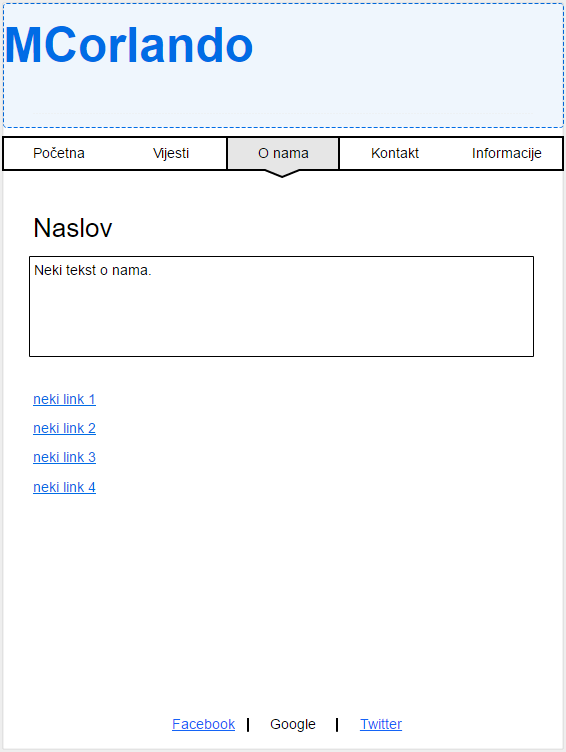 MCorlando
Početna Vijesti O nama Kontakt Informacije
Naslov
Neki tekst o nama.
neki link 1
neki link 2
neki link 3
neki link 4
Facebook | Google | Twitter